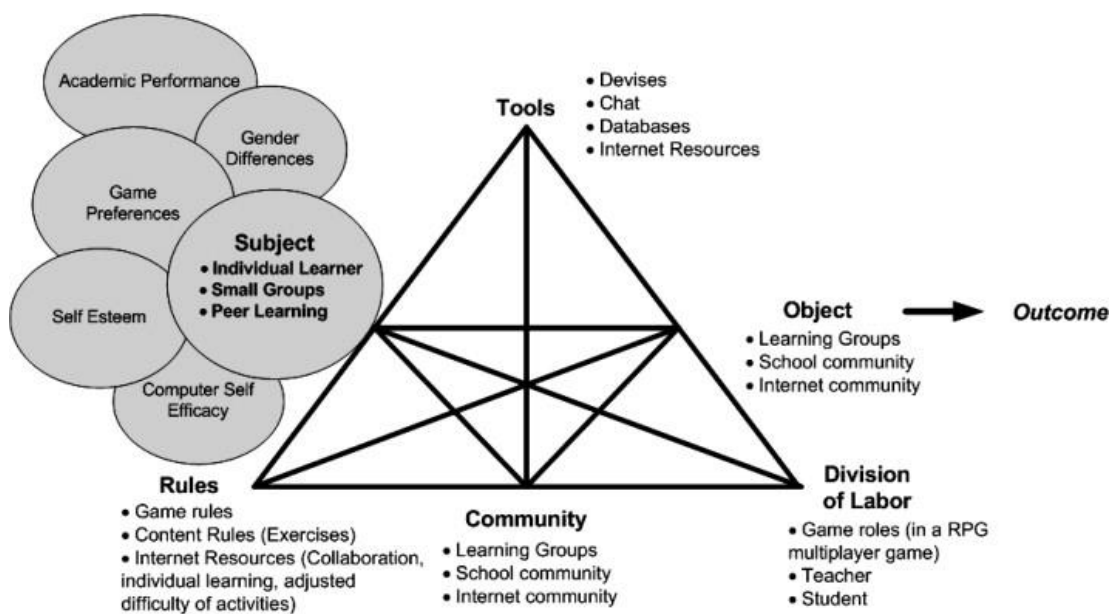 Academic Performance
Gender
Differences
Game
Preferences
Subject
• Individual Learner
• Small Groups
• Peer Learning
Self Esteem
Computer Self
Efficacy
Tools
• Devises
• Chat
• Databases
• Internet Resources
Object
• Learning Groups
• School community
• Internet community
Outcome
Rules
• Game rules
• Content Rules (Exercises)
• Internet Resources (Collaboration,
individual learning, adjusted
difficulty of activities)
Community
• Learning Groups
• School community
• Internet community
Division
of Labor
• Game roles (in a RPG
multiplayer game)
• Teacher
• Student